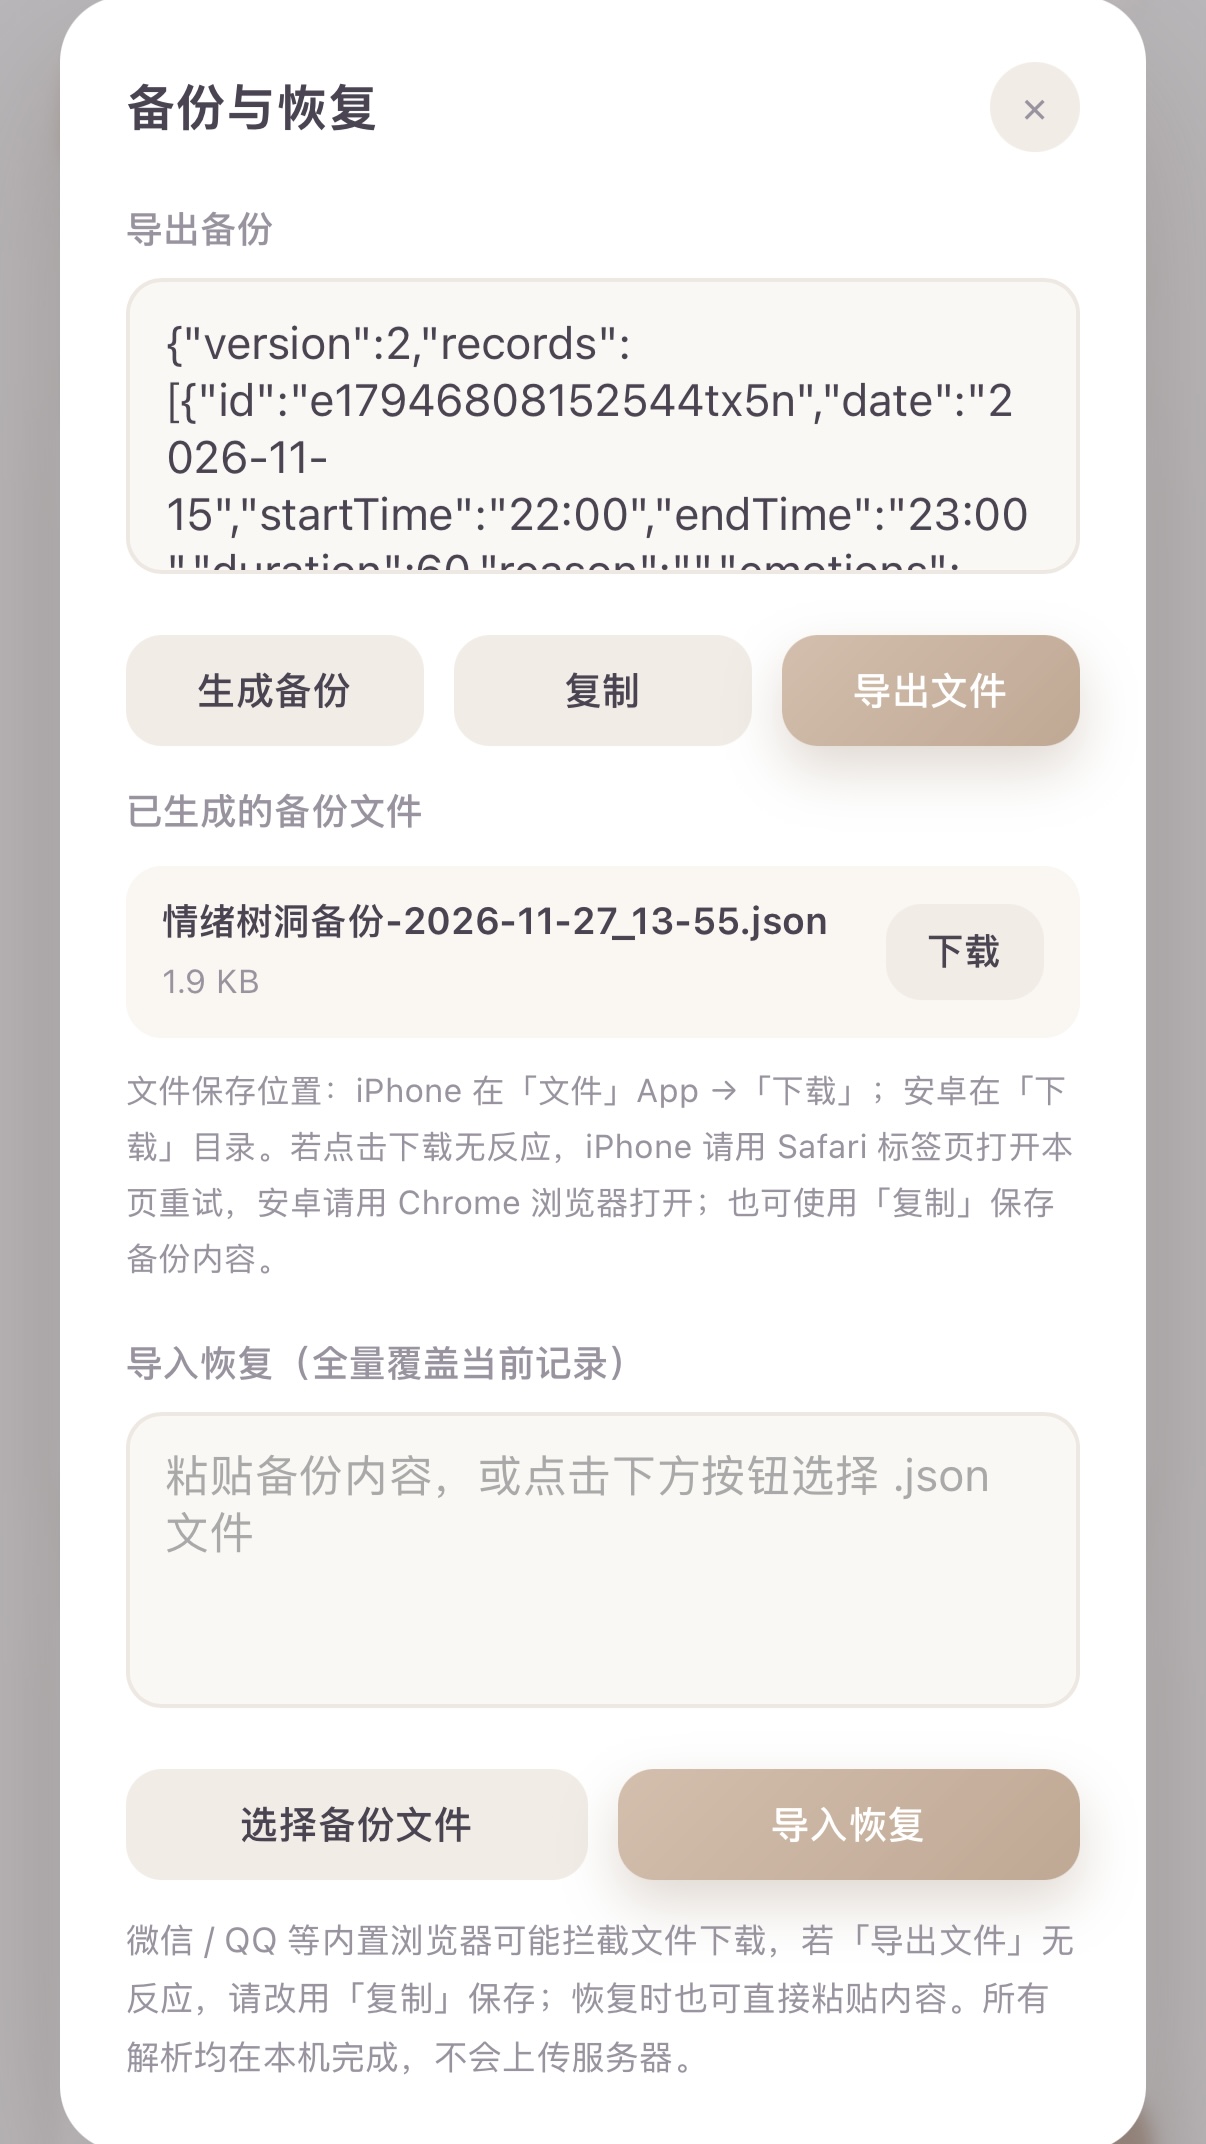 备份与恢复
×
导出备份
{"version":2,"records":
[{"id":"e17946808152544tx5n","date":"2
026-11-
15","startTime":"22:00","endTime":"23:00
","duration":60,"reason":"","emotions":
生成备份
复制
导出文件
已生成的备份文件
情绪树洞备份-2026-11-27_13-55.json
1.9 KB
下载
文件保存位置：iPhone 在「文件」App →「下载」；安卓在「下
载」目录。若点击下载无反应，iPhone 请用 Safari 标签页打开本
页重试，安卓请用 Chrome 浏览器打开；也可使用「复制」保存
备份内容。
导入恢复（全量覆盖当前记录）
粘贴备份内容，或点击下方按钮选择 .json
文件
选择备份文件
导入恢复
微信 / QQ 等内置浏览器可能拦截文件下载，若「导出文件」无
反应，请改用「复制」保存；恢复时也可直接粘贴内容。所有
解析均在本机完成，不会上传服务器。